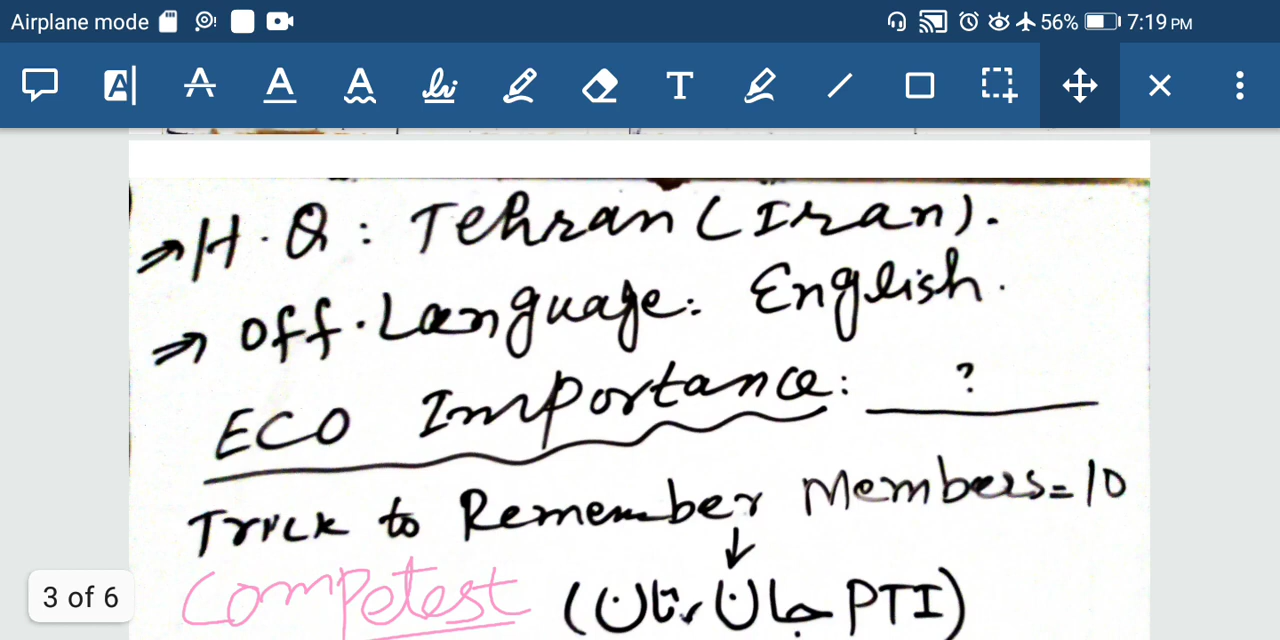 Airplane mode 56% 7:19 PM
A A A A T
⇒ H.Q: Tehran (Iran).
⇒ Off. Language: English.
ECO Importance: ?
Trick to Remember Members=10
↓
Competest (جان تان PTI)
3 of 6